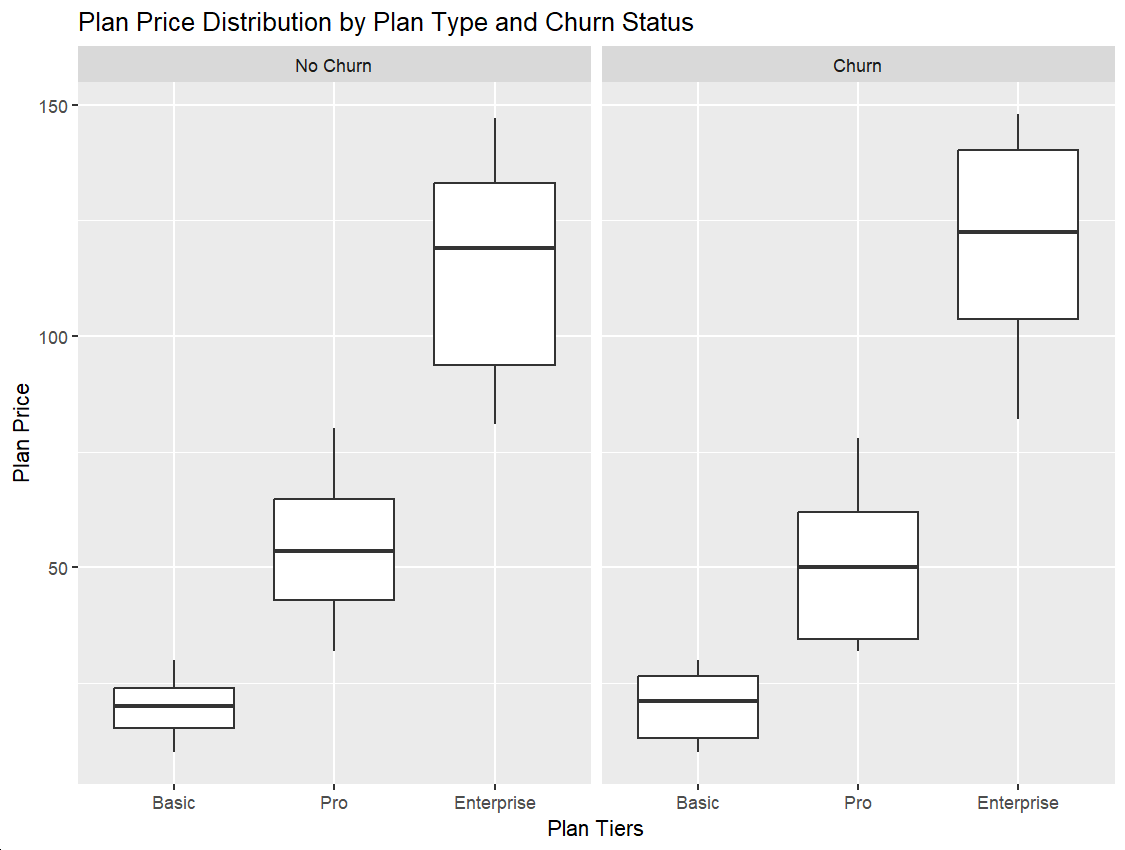 Plan Price Distribution by Plan Type and Churn Status
No Churn
Churn
150
100
50
Plan Price
Basic
Pro
Enterprise
Basic
Pro
Enterprise
Plan Tiers